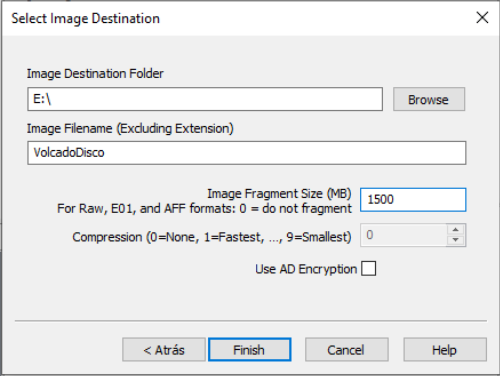 Select Image Destination
Image Destination Folder
E:\
Browse
Image Filename (Excluding Extension)
VolcadoDisco
Image Fragment Size (MB)
1500
For Raw, E01, and AFF formats: 0 = do not fragment
Compression (0=None, 1=Fastest, ..., 9=Smallest)
0
Use AD Encryption
< Atrás
Finish
Cancel
Help